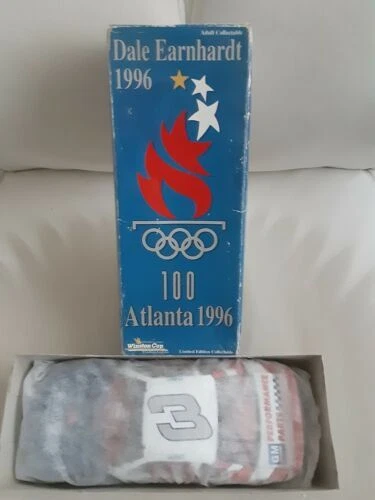 Adult Collectable
Dale Earnhardt
1996
100
Atlanta 1996
Winston Cup
Limited Edition Collectable
3
GM PERFORMANCE
PARTS